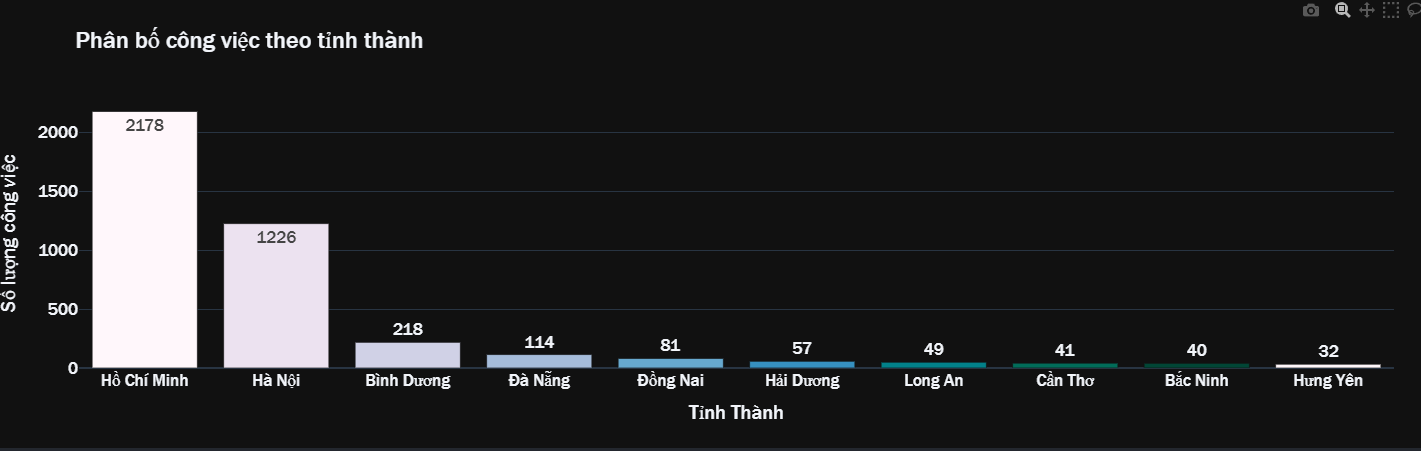 Phân bố công việc theo tỉnh thành
Số lượng công việc
2000
1500
1000
500
0
2178
1226
218
114
81
57
49
41
40
32
Hồ Chí Minh
Hà Nội
Bình Dương
Đà Nẵng
Đồng Nai
Hải Dương
Long An
Cần Thơ
Bắc Ninh
Hưng Yên
Tỉnh Thành